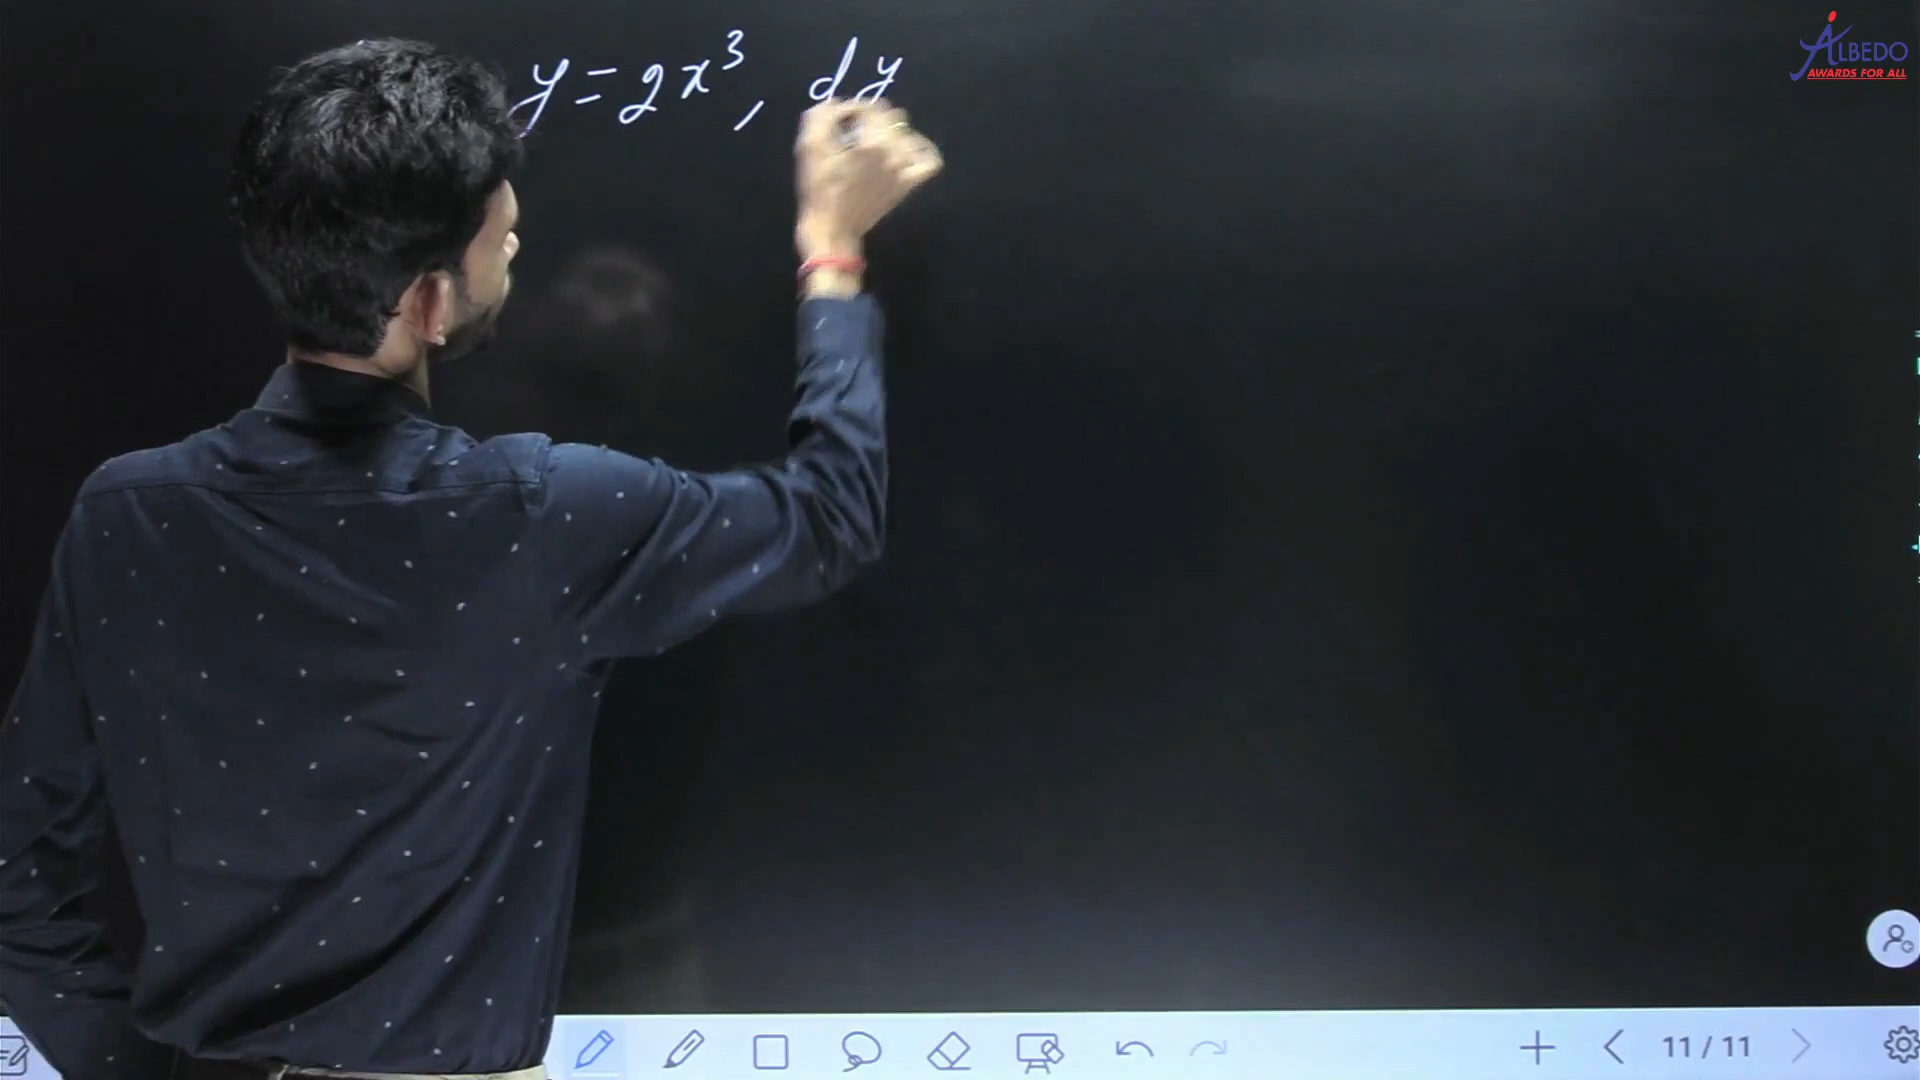 y = 2x³, dy
ALBEDO
AWARDS FOR ALL
11 / 11